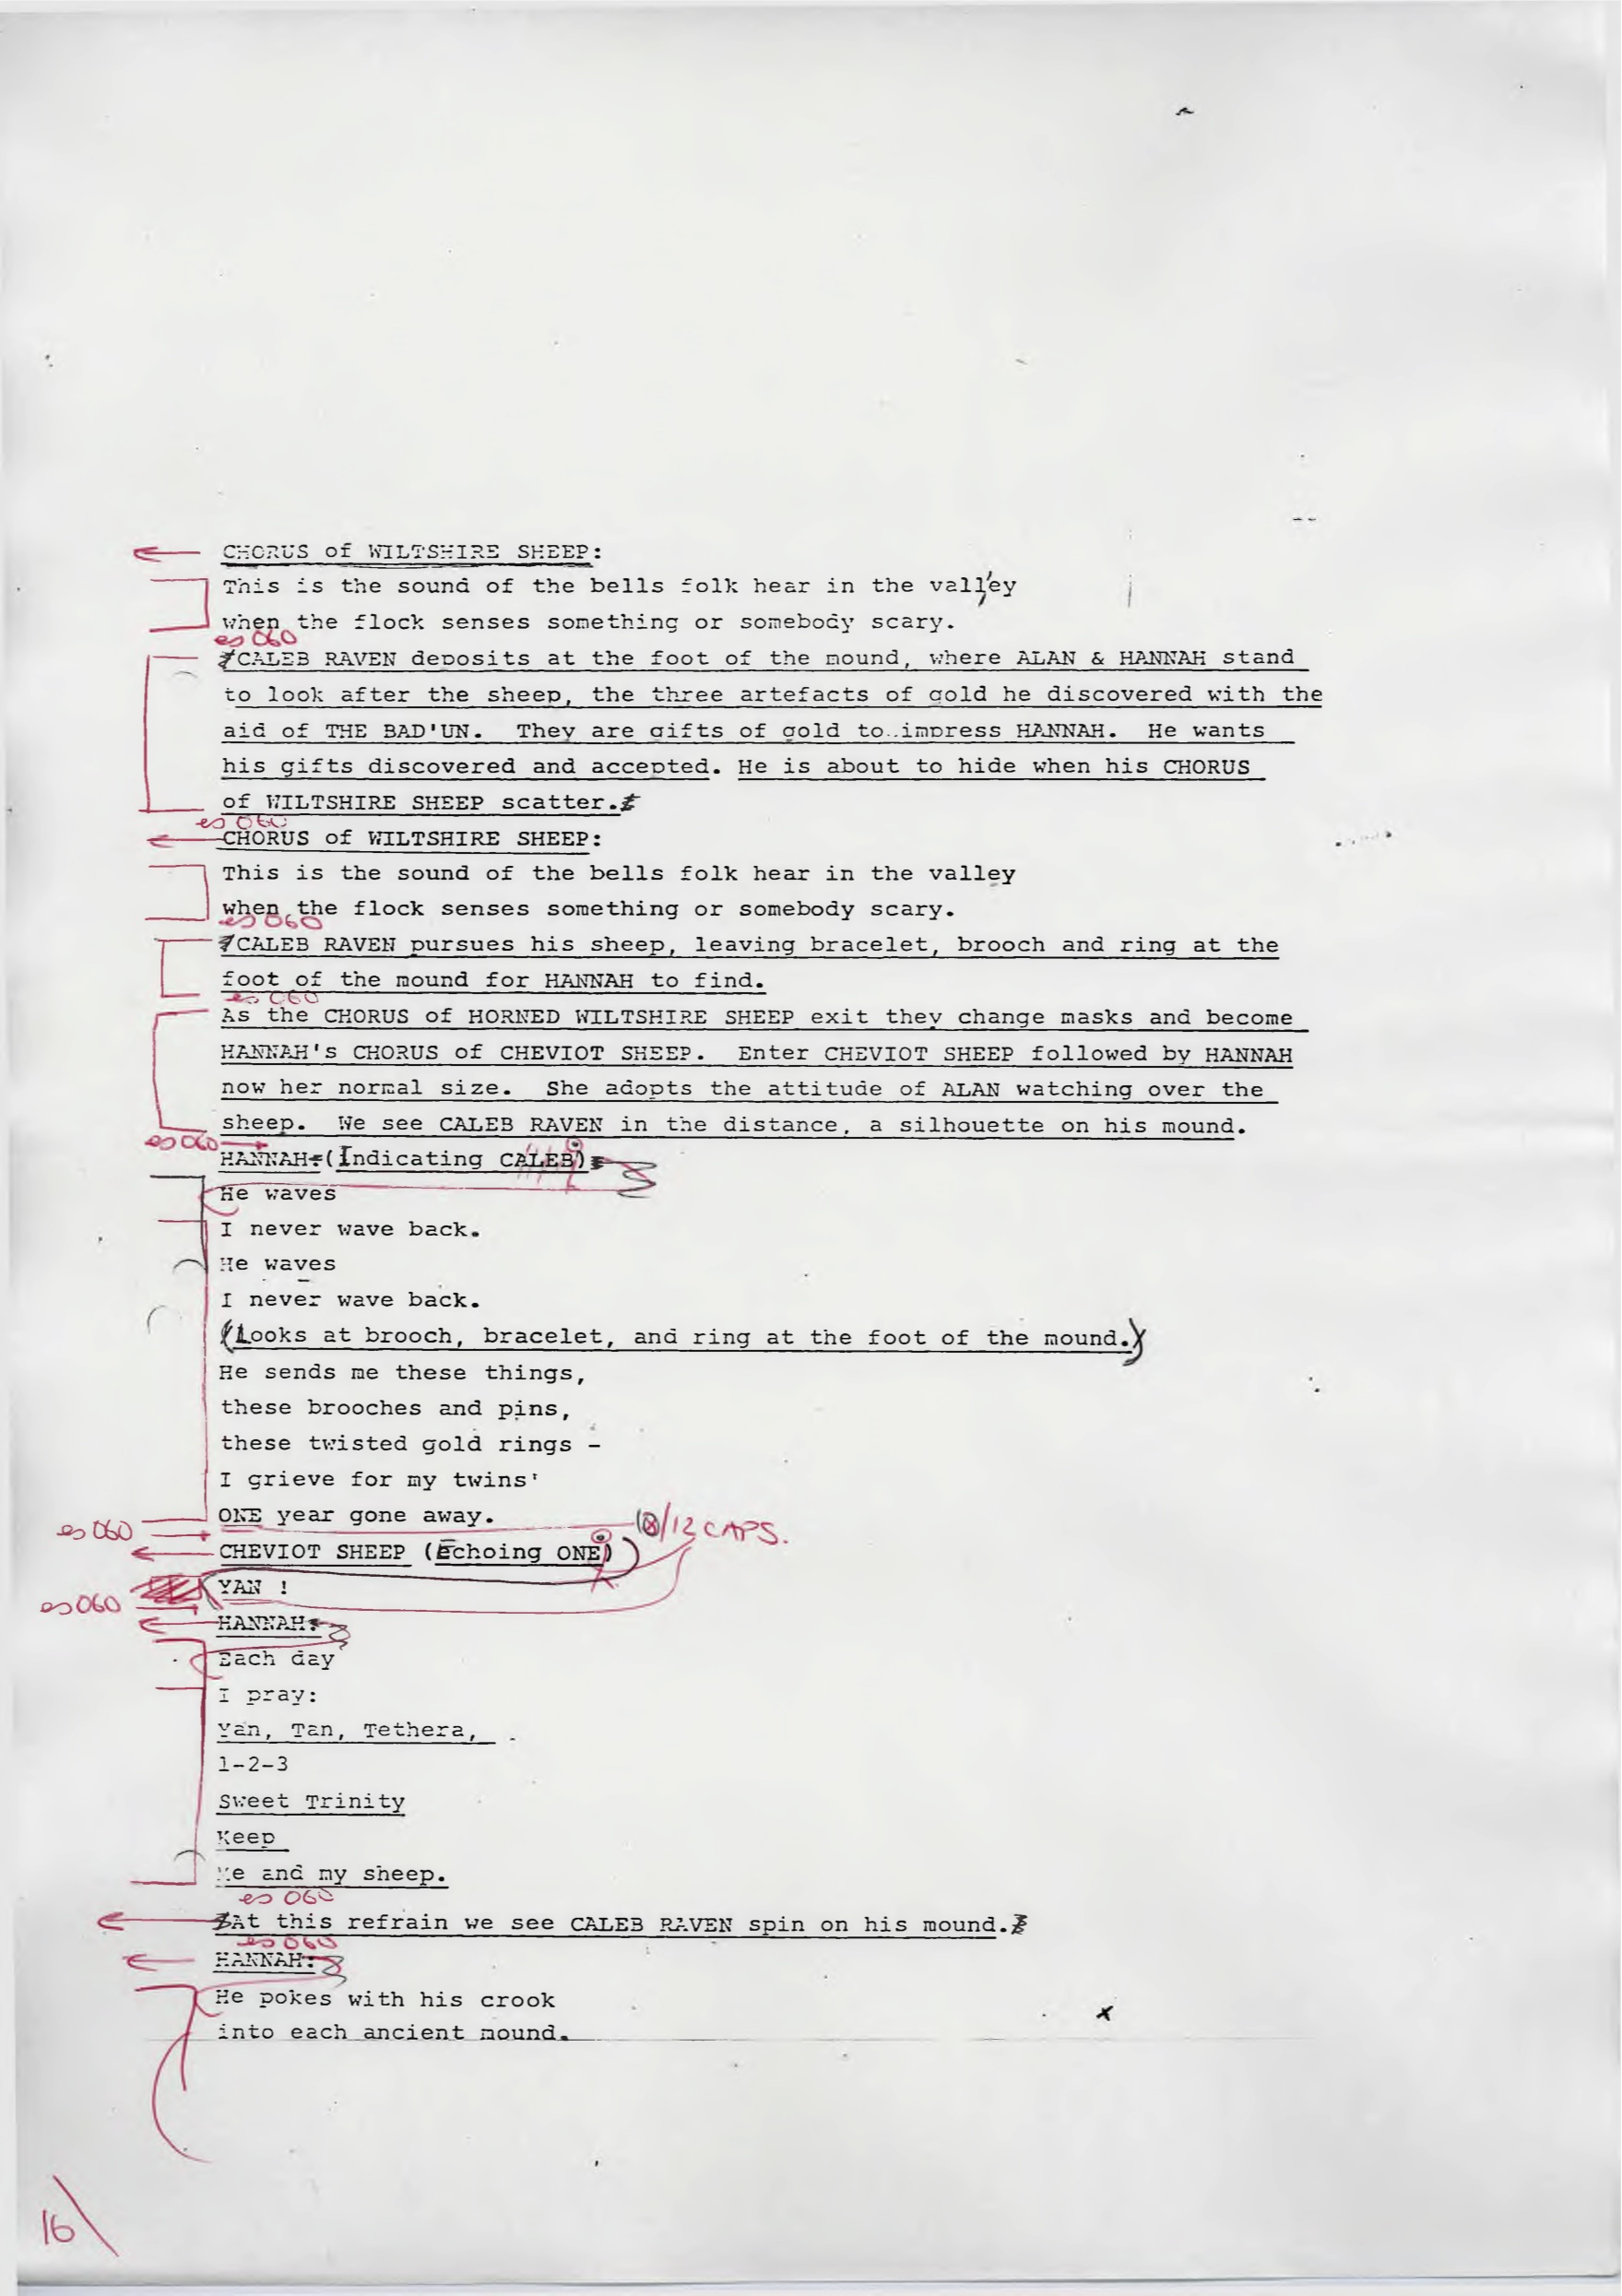 CHORUS of WILTSHIRE SHEEP:
This is the sound of the bells folk hear in the valley
when the flock senses something or somebody scary.
es 060
CALEB RAVEN deposits at the foot of the mound, where ALAN & HANNAH stand
to look after the sheep, the three artefacts of gold he discovered with the
aid of THE BAD'UN. They are gifts of gold to impress HANNAH. He wants
his gifts discovered and accepted. He is about to hide when his CHORUS
of WILTSHIRE SHEEP scatter.
es 060
CHORUS of WILTSHIRE SHEEP:
This is the sound of the bells folk hear in the valley
when the flock senses something or somebody scary.
es 060
CALEB RAVEN pursues his sheep, leaving bracelet, brooch and ring at the
foot of the mound for HANNAH to find.
es 060
As the CHORUS of HORNED WILTSHIRE SHEEP exit they change masks and become
HANNAH's CHORUS of CHEVIOT SHEEP. Enter CHEVIOT SHEEP followed by HANNAH
now her normal size. She adopts the attitude of ALAN watching over the
sheep. We see CALEB RAVEN in the distance, a silhouette on his mound.
es 060
HANNAH:(Indicating CALEB)
He waves
I never wave back.
He waves
I never wave back.
(Looks at brooch, bracelet, and ring at the foot of the mound.)
He sends me these things,
these brooches and pins,
these twisted gold rings -
I grieve for my twins'
ONE year gone away.
es 060
10/12 CAPS.
CHEVIOT SHEEP (Echoing ONE)
YAN !
es 060
HANNAH:
Each day
I pray:
Yan, Tan, Tethera,
1-2-3
Sweet Trinity
Keep
Me and my sheep.
es 060
At this refrain we see CALEB RAVEN spin on his mound.
es 060
HANNAH:
He pokes with his crook
into each ancient mound.
16